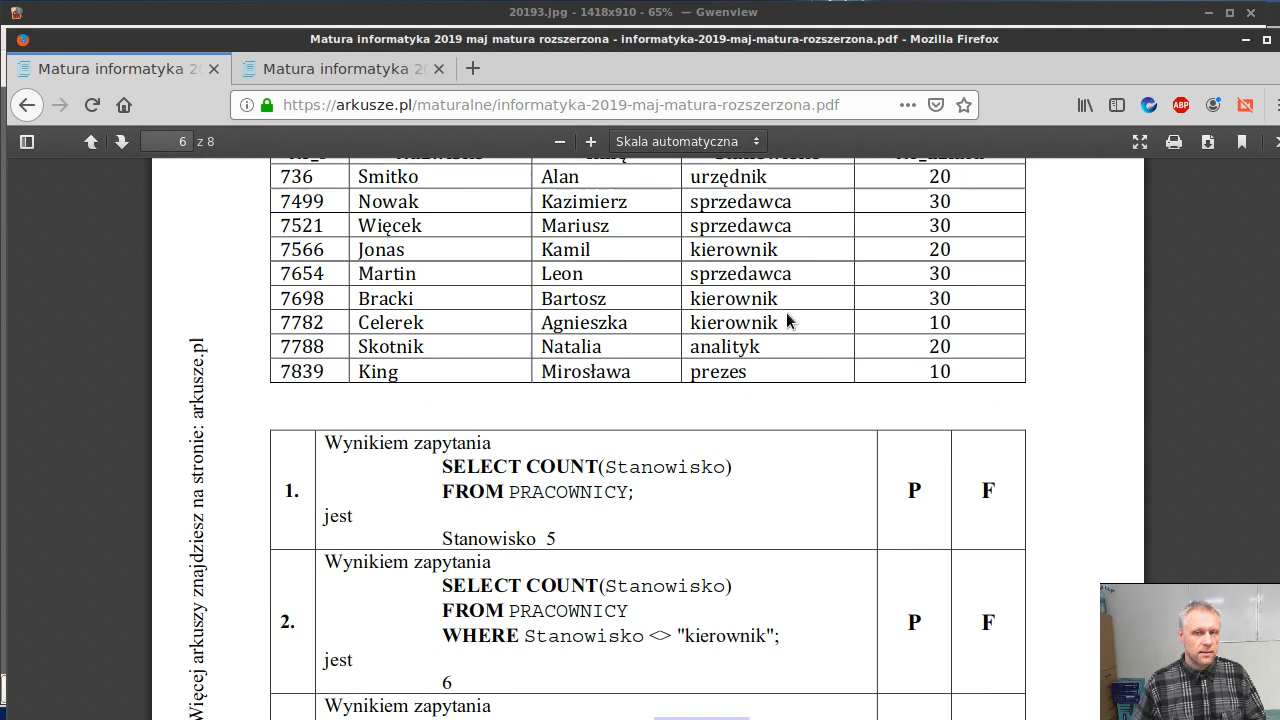 20193.jpg - 1418x910 - 65% — Gwenview
Matura informatyka 2019 maj matura rozszerzona - informatyka-2019-maj-matura-rozszerzona.pdf - Mozilla Firefox
Matura informatyka 2 Matura informatyka 2
https://arkusze.pl/maturalne/informatyka-2019-maj-matura-rozszerzona.pdf
ABP
6 z 8 Skala automatyczna
736 Smitko Alan urzędnik 20
7499 Nowak Kazimierz sprzedawca 30
7521 Więcek Mariusz sprzedawca 30
7566 Jonas Kamil kierownik 20
7654 Martin Leon sprzedawca 30
7698 Bracki Bartosz kierownik 30
7782 Celerek Agnieszka kierownik 10
7788 Skotnik Natalia analityk 20
7839 King Mirosława prezes 10
Więcej arkuszy znajdziesz na stronie: arkusze.pl
Wynikiem zapytania
SELECT COUNT(Stanowisko)
1. P F
FROM PRACOWNICY;
jest
Stanowisko 5
Wynikiem zapytania
SELECT COUNT(Stanowisko)
FROM PRACOWNICY
2. P F
WHERE Stanowisko <> "kierownik";
jest
6
Wynikiem zapytania